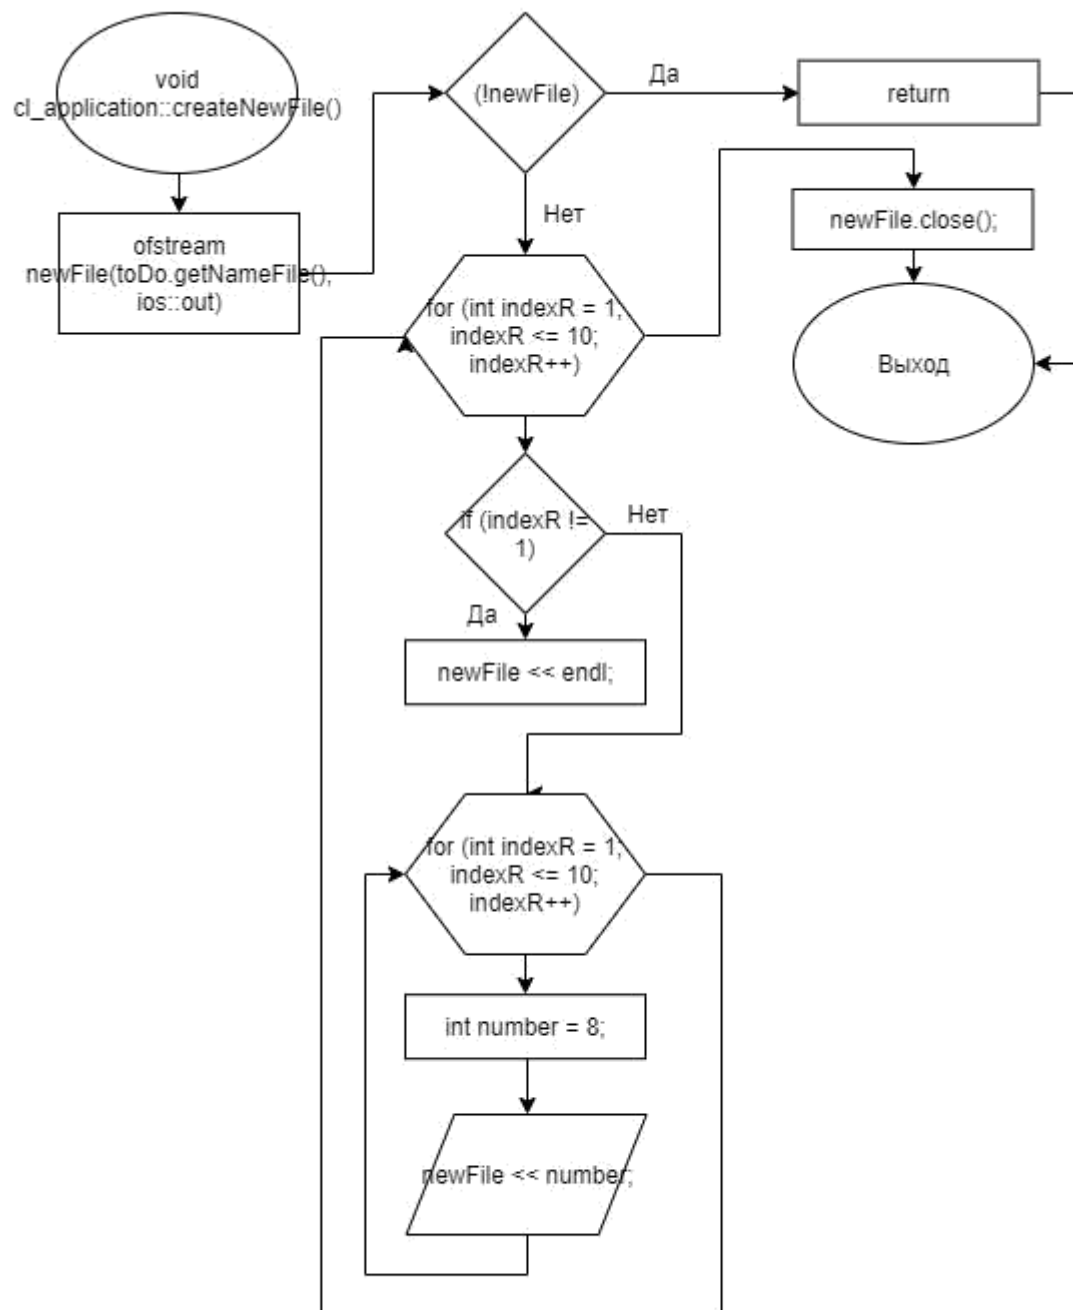 void
cl_application::createNewFile()
ofstream
newFile(toDo.getNameFile(),
ios::out)
(!newFile)
Да
return
Нет
newFile.close();
Выход
for (int indexR = 1;
indexR <= 10;
indexR++)
if (indexR !=
1)
Нет
Да
newFile << endl;
for (int indexR = 1;
indexR <= 10;
indexR++)
int number = 8;
newFile << number;